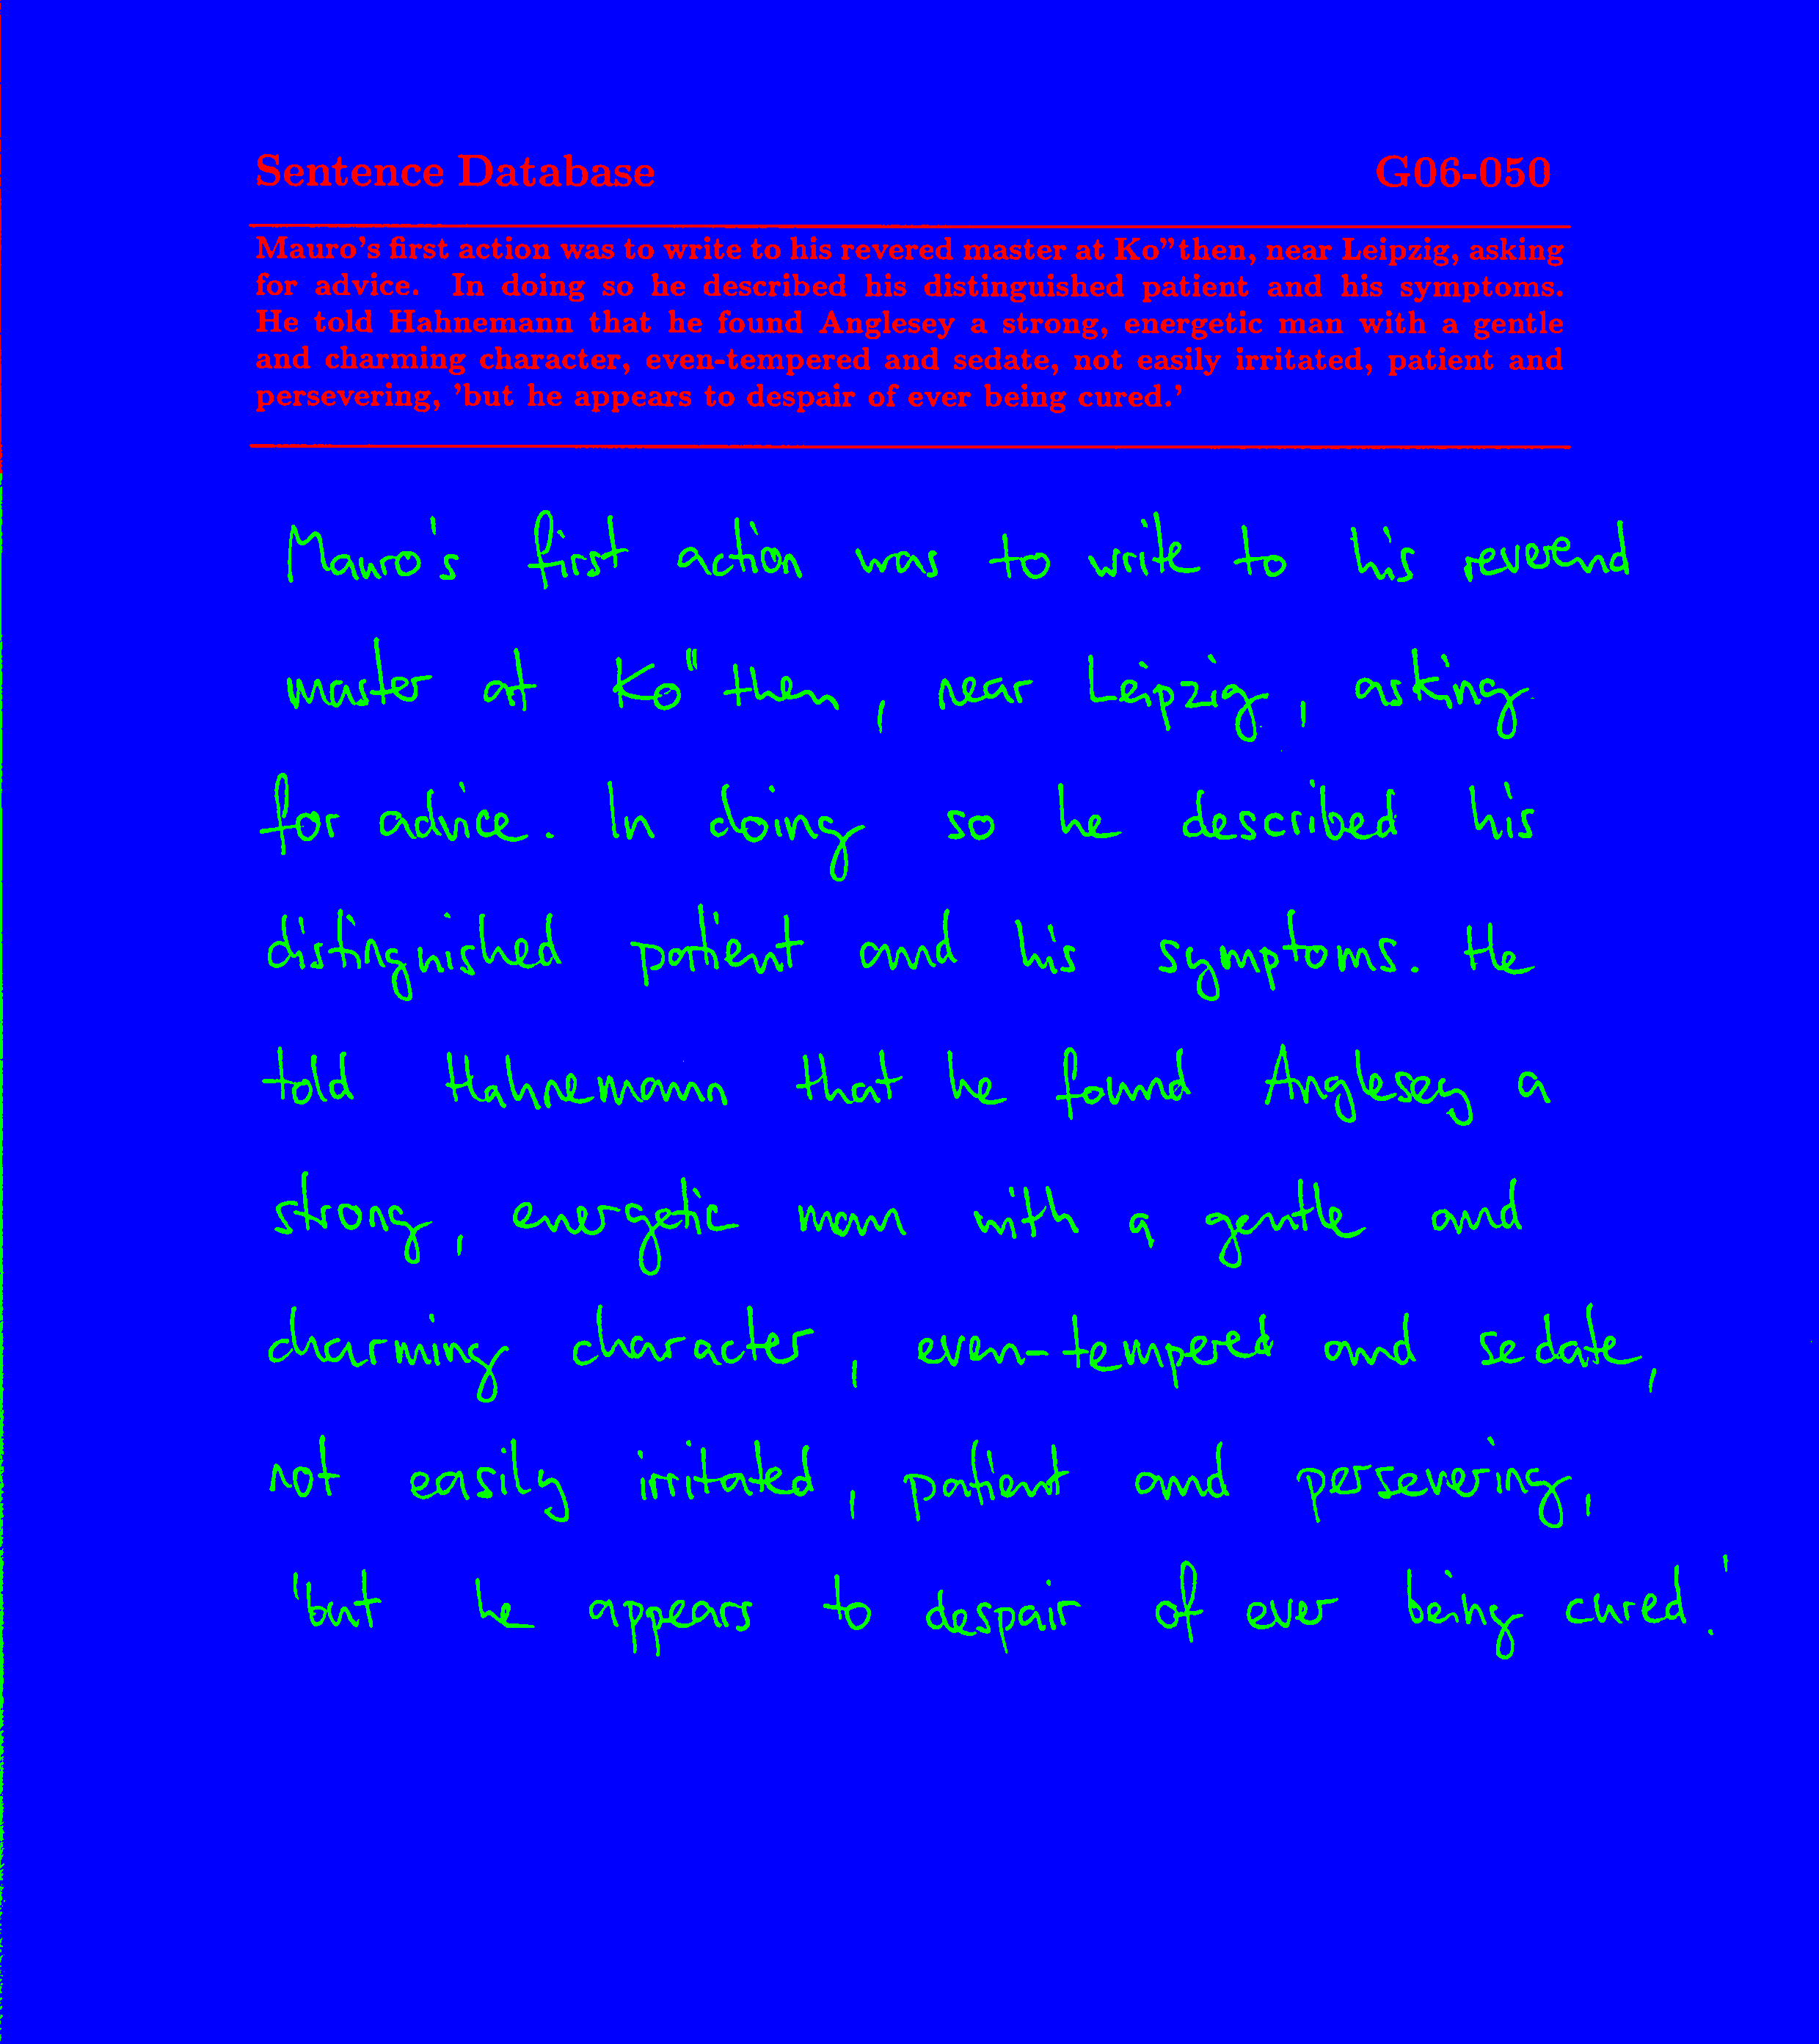 Sentence Database G06-050
Mauro's first action was to write to his revered master at Ko"then, near Leipzig, asking
for advice. In doing so he described his distinguished patient and his symptoms.
He told Hahnemann that he found Anglesey a strong, energetic man with a gentle
and charming character, even-tempered and sedate, not easily irritated, patient and
persevering, 'but he appears to despair of ever being cured.'
Mauro's first action was to write to his reverend
master at Ko"then, near Leipzig, asking
for advice. In doing so he described his
distinguished patient and his symptoms. He
told Hahnemann that he found Anglesey a
strong, energetic man with a gentle and
charming character, even-tempered and sedate,
not easily irritated, patient and persevering,
'but he appears to despair of ever being cured.'